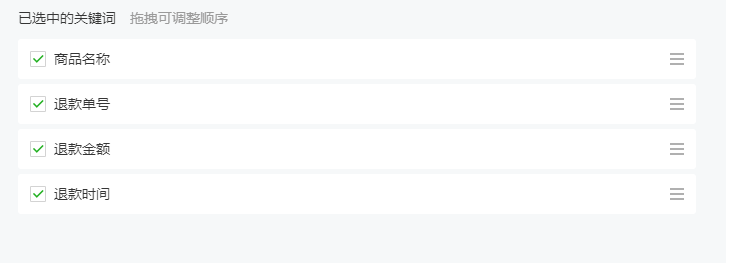 已选中的关键词 拖拽可调整顺序
商品名称
退款单号
退款金额
退款时间